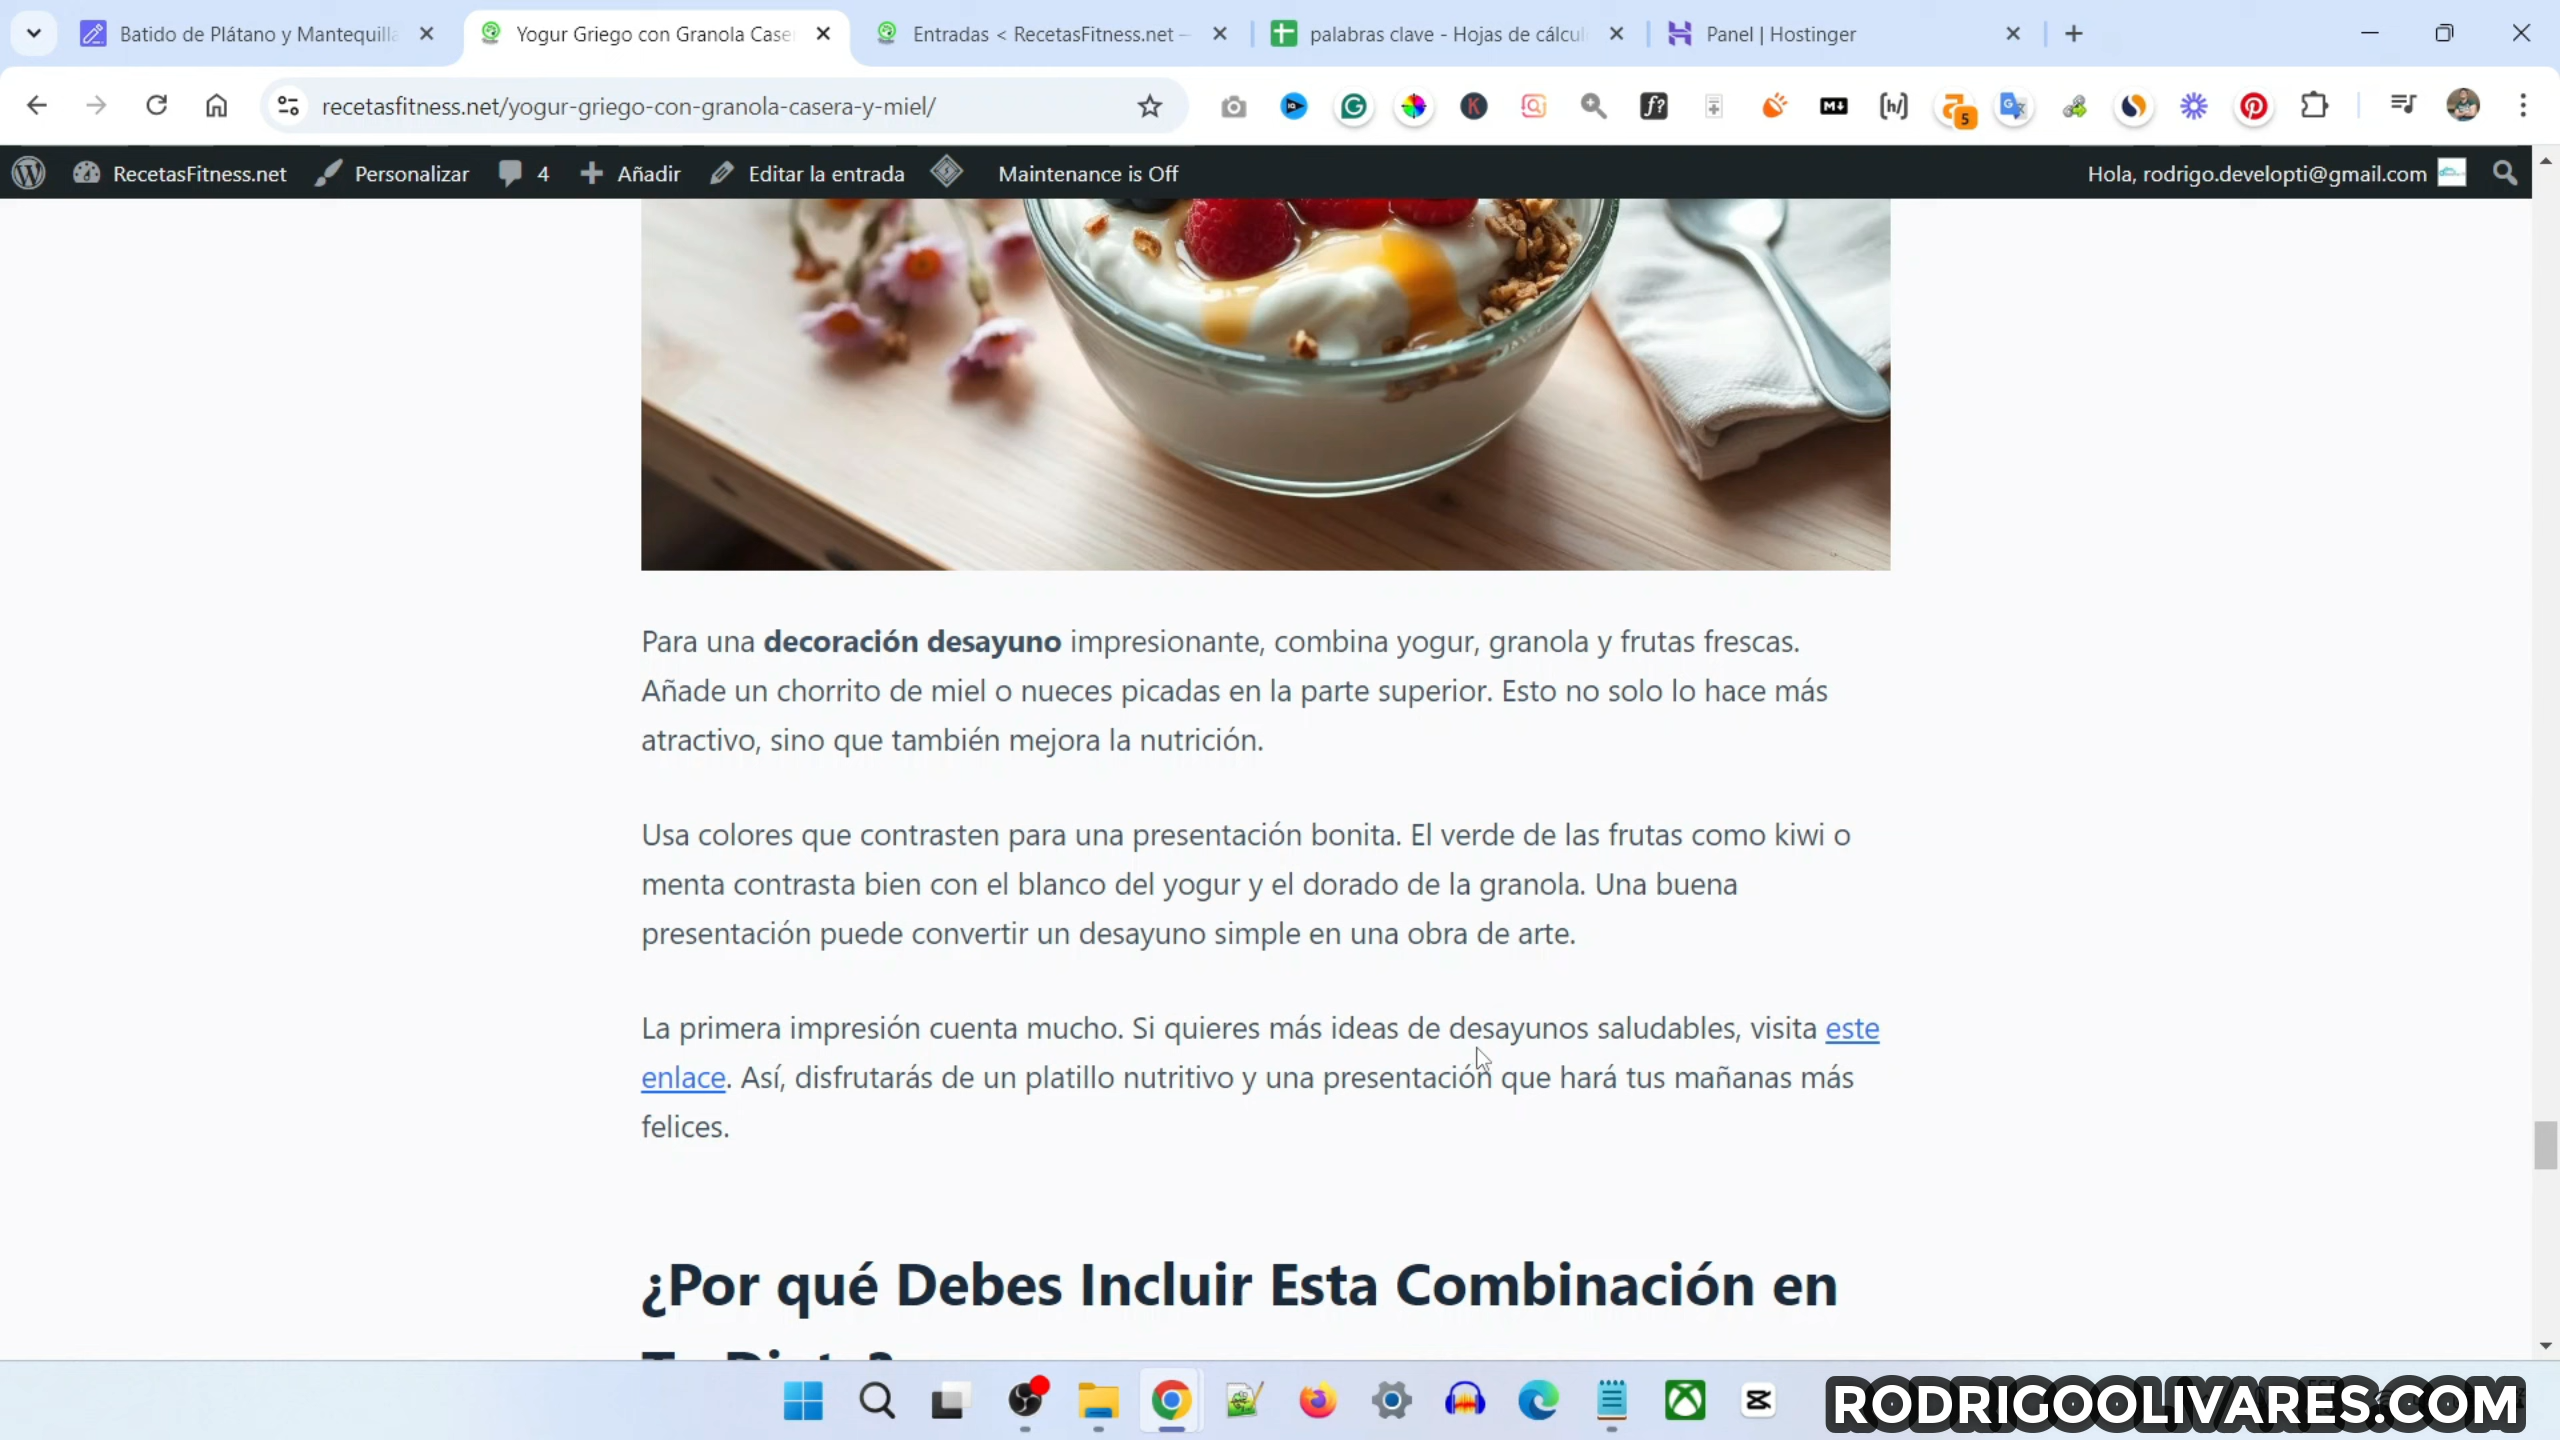 Batido de Plátano y Mantequilla
Yogur Griego con Granola Caser
Entradas < RecetasFitness.net —
palabras clave - Hojas de cálcul
Panel | Hostinger
recetasfitness.net/yogur-griego-con-granola-casera-y-miel/
5
RecetasFitness.net
Personalizar
4
Añadir
Editar la entrada
Maintenance is Off
Hola, rodrigo.developti@gmail.com
Para una decoración desayuno impresionante, combina yogur, granola y frutas frescas.
Añade un chorrito de miel o nueces picadas en la parte superior. Esto no solo lo hace más
atractivo, sino que también mejora la nutrición.
Usa colores que contrasten para una presentación bonita. El verde de las frutas como kiwi o
menta contrasta bien con el blanco del yogur y el dorado de la granola. Una buena
presentación puede convertir un desayuno simple en una obra de arte.
La primera impresión cuenta mucho. Si quieres más ideas de desayunos saludables, visita este
enlace. Así, disfrutarás de un platillo nutritivo y una presentación que hará tus mañanas más
felices.
¿Por qué Debes Incluir Esta Combinación en
RODRIGOOLIVARES.COM